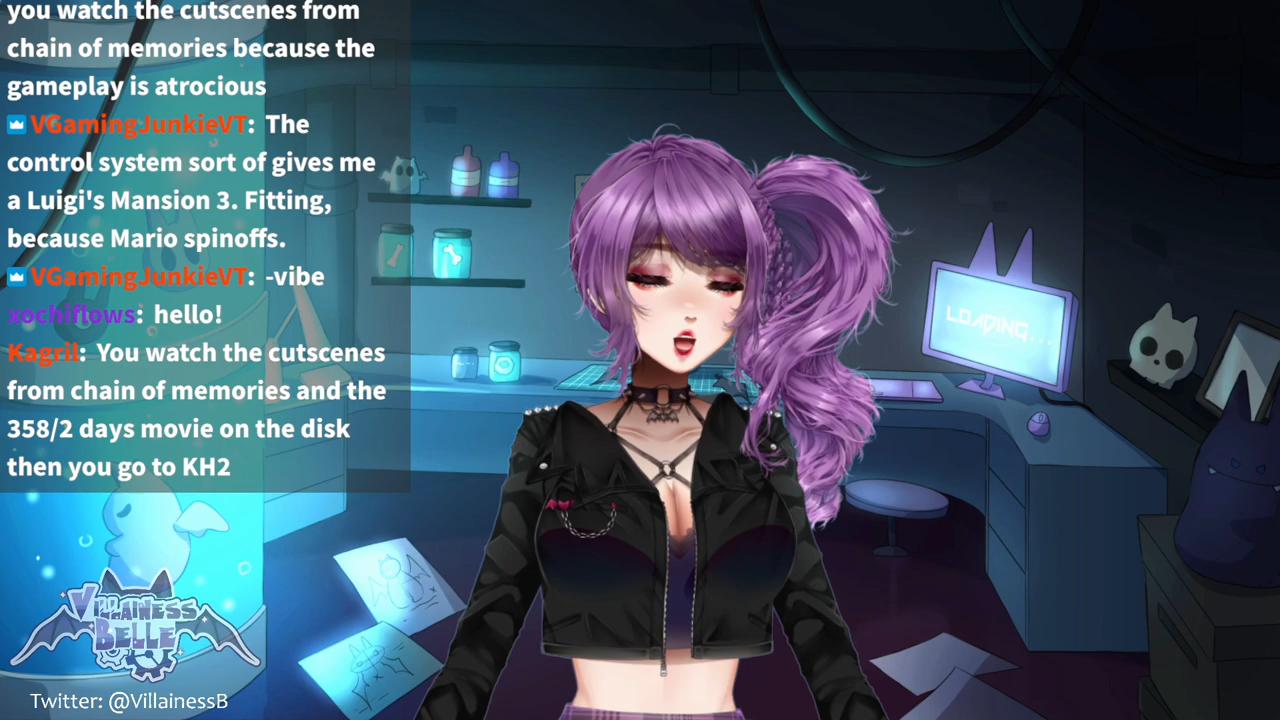 you watch the cutscenes from
chain of memories because the
gameplay is atrocious
VGamingJunkieVT: The
control system sort of gives me
a Luigi's Mansion 3. Fitting,
because Mario spinoffs.
VGamingJunkieVT: -vibe
xochiflows: hello!
Kagril: You watch the cutscenes
from chain of memories and the
358/2 days movie on the disk
then you go to KH2
LOADING...
VILLAINESS
BELLE
Twitter: @VillainessB